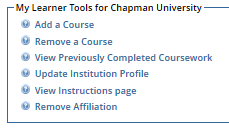 My Learner Tools for Chapman University
Add a Course
Remove a Course
View Previously Completed Coursework
Update Institution Profile
View Instructions page
Remove Affiliation